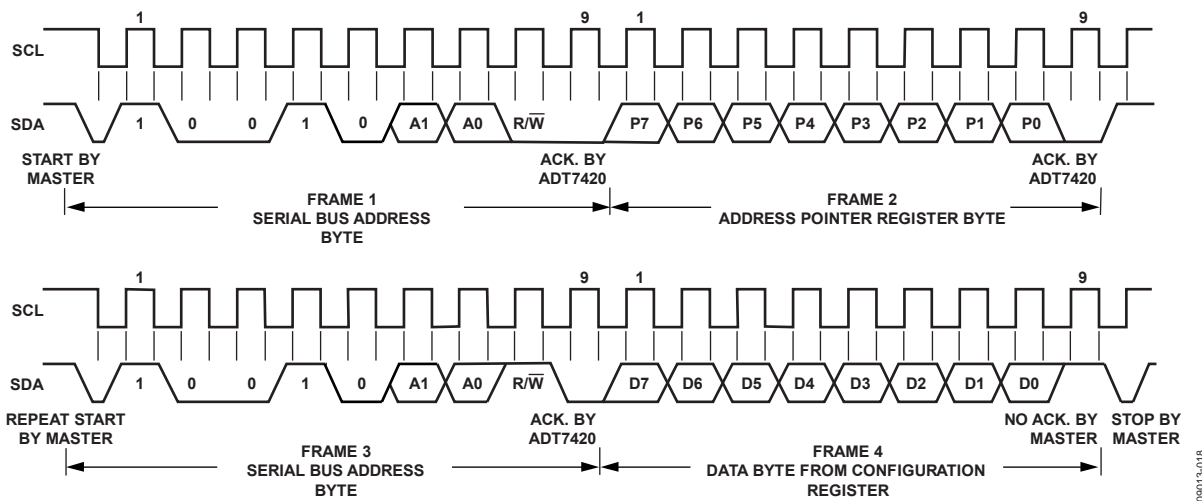 1 9 1 9
SCL
SDA 1 0 0 1 0 A1 A0 R/W̅ P7 P6 P5 P4 P3 P2 P1 P0
START BY
MASTER
ACK. BY
ADT7420
ACK. BY
ADT7420
FRAME 1
SERIAL BUS ADDRESS
BYTE
FRAME 2
ADDRESS POINTER REGISTER BYTE
1 9 1 9
SCL
SDA 1 0 0 1 0 A1 A0 R/W̅ D7 D6 D5 D4 D3 D2 D1 D0
REPEAT START
BY MASTER
ACK. BY
ADT7420
NO ACK. BY
MASTER
STOP BY
MASTER
FRAME 3
SERIAL BUS ADDRESS
BYTE
FRAME 4
DATA BYTE FROM CONFIGURATION
REGISTER
09013-018